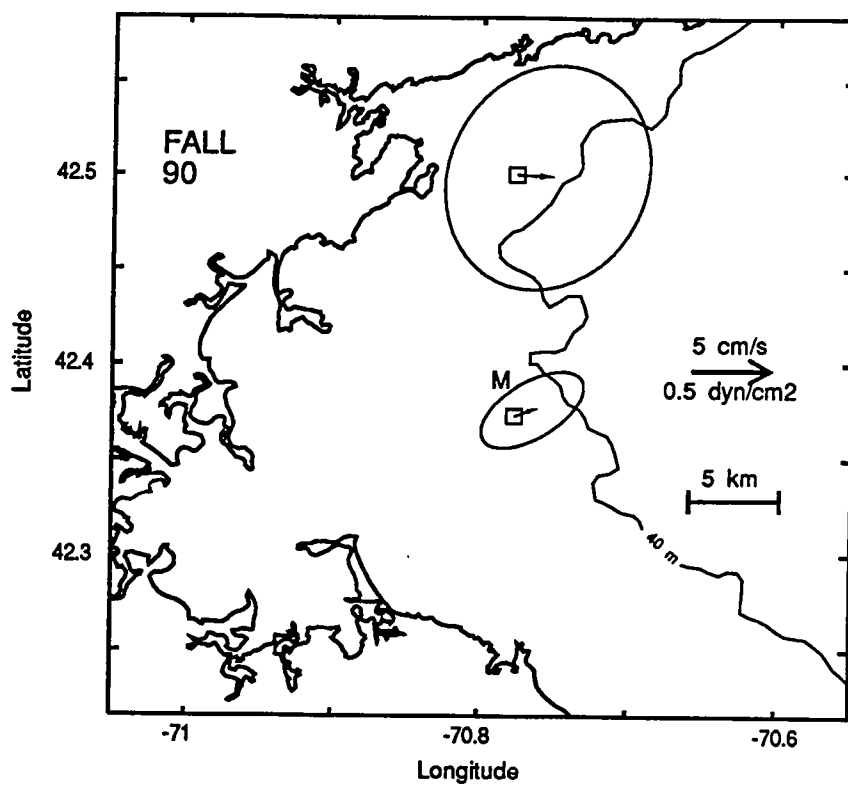 FALL
90
42.5
42.4
42.3
Latitude
M
5 cm/s
0.5 dyn/cm2
5 km
40 m
-71
-70.8
-70.6
Longitude